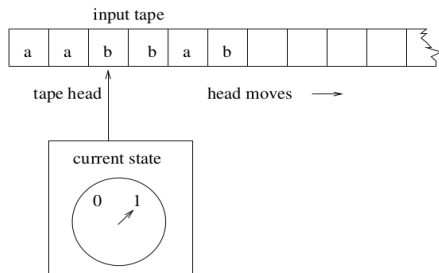 input tape
a a b b a b
tape head
head moves
current state
0 1